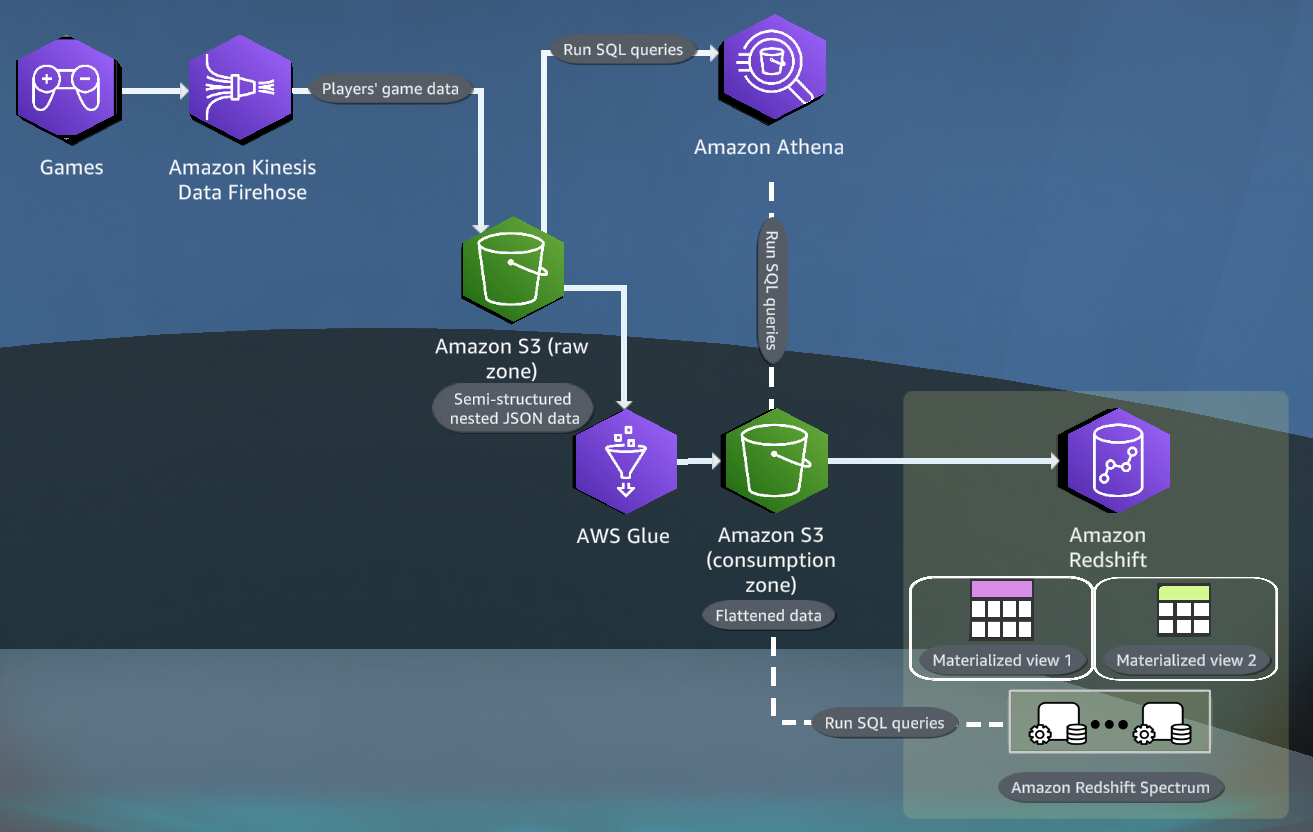 Run SQL queries
Players' game data
Games
Amazon Kinesis
Data Firehose
Amazon Athena
Run SQL queries
Amazon S3 (raw
zone)
Semi-structured
nested JSON data
AWS Glue
Amazon S3
(consumption
zone)
Flattened data
Amazon
Redshift
Materialized view 1
Materialized view 2
Run SQL queries
Amazon Redshift Spectrum